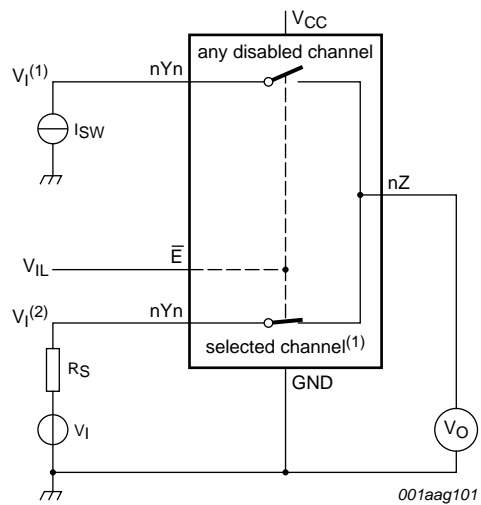 VCC
any disabled channel
VI(1)
nYn
ISW
nZ
E̅
VIL
VI(2)
nYn
selected channel(1)
RS
GND
VI
VO
001aag101